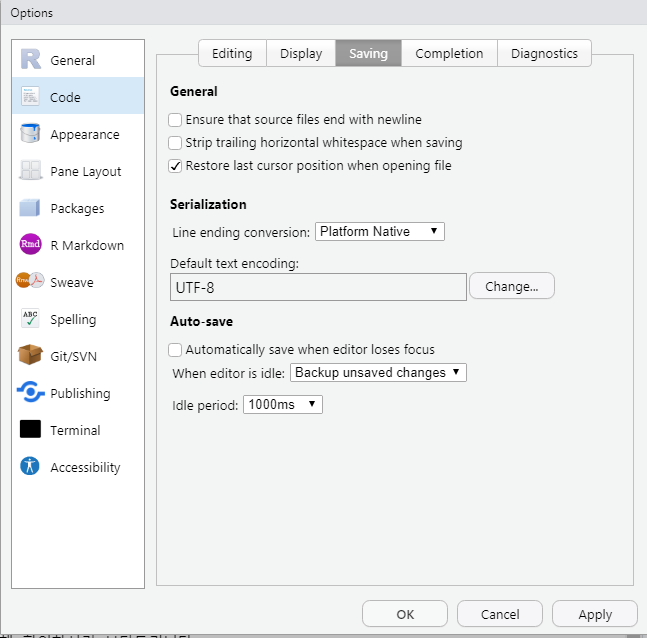 Options
General
Code
Appearance
Pane Layout
Packages
Rmd
R Markdown
Rnw
Sweave
ABC
Spelling
Git/SVN
Publishing
Terminal
Accessibility
Editing
Display
Saving
Completion
Diagnostics
General
Ensure that source files end with newline
Strip trailing horizontal whitespace when saving
Restore last cursor position when opening file
Serialization
Line ending conversion: Platform Native
Default text encoding:
UTF-8
Change...
Auto-save
Automatically save when editor loses focus
When editor is idle: Backup unsaved changes
Idle period: 1000ms
OK
Cancel
Apply